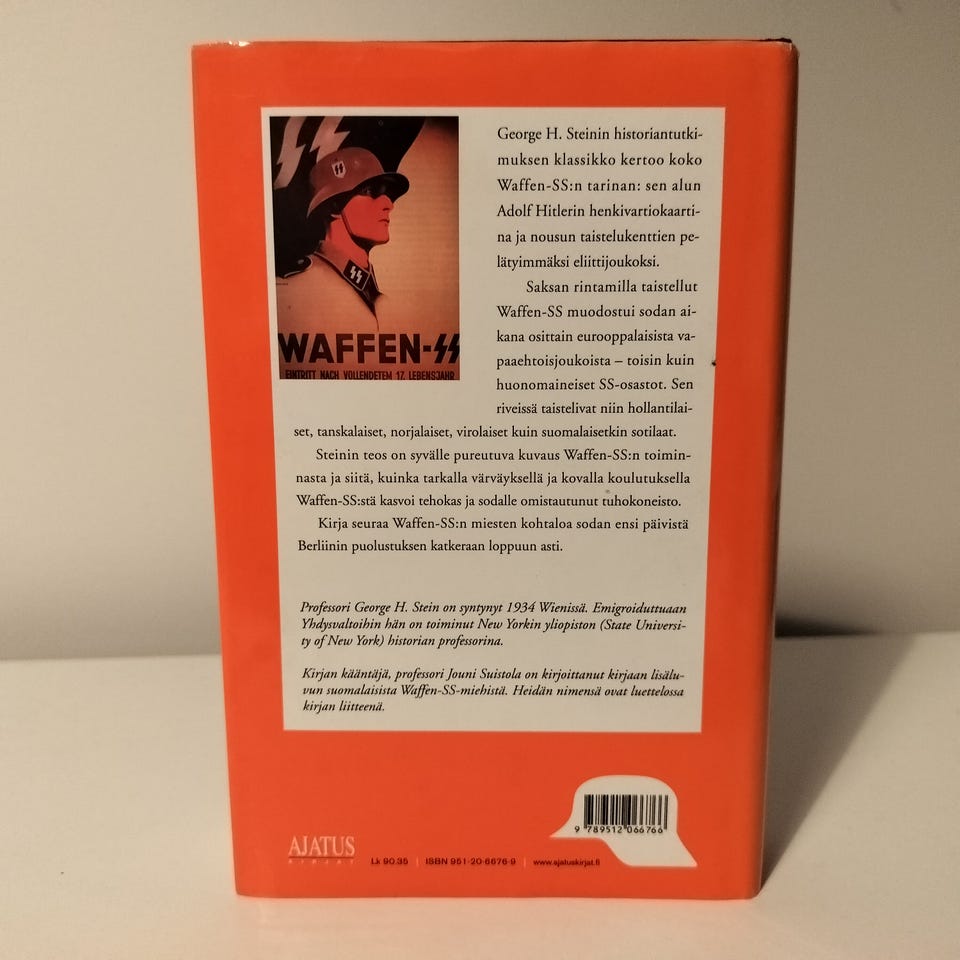 George H. Steinin historiantutki-
muksen klassikko kertoo koko
Waffen-SS:n tarinan: sen alun
Adolf Hitlerin henkivartiokaarti-
na ja nousun taistelukenttien pe-
lätyimmäksi eliittijoukoksi.
Saksan rintamilla taistellut
Waffen-SS muodostui sodan ai-
kana osittain eurooppalaisista va-
paaehtoisjoukoista – toisin kuin
huonomaineiset SS-osastot. Sen
riveissä taistelivat niin hollantilai-
set, tanskalaiset, norjalaiset, virolaiset kuin suomalaisetkin sotilaat.
Steinin teos on syvälle pureutuva kuvaus Waffen-SS:n toimin-
nasta ja siitä, kuinka tarkalla värväyksellä ja kovalla koulutuksella
Waffen-SS:stä kasvoi tehokas ja sodalle omistautunut tuhokoneisto.
Kirja seuraa Waffen-SS:n miesten kohtaloa sodan ensi päivistä
Berliinin puolustuksen katkeraan loppuun asti.
SS
SS
SS
WAFFEN-SS
EINTRITT NACH VOLLENDETEM 17. LEBENSJAHR
Professori George H. Stein on syntynyt 1934 Wienissä. Emigroiduttuaan
Yhdysvaltoihin hän on toiminut New Yorkin yliopiston (State Universi-
ty of New York) historian professorina.
Kirjan kääntäjä, professori Jouni Suistola on kirjoittanut kirjaan lisälu-
vun suomalaisista Waffen-SS-miehistä. Heidän nimensä ovat luettelossa
kirjan liitteenä.
9 789512 066766
AJATUS
KIRJAT
Lk 90.35 | ISBN 951-20-6676-9 | www.ajatuskirjat.fi